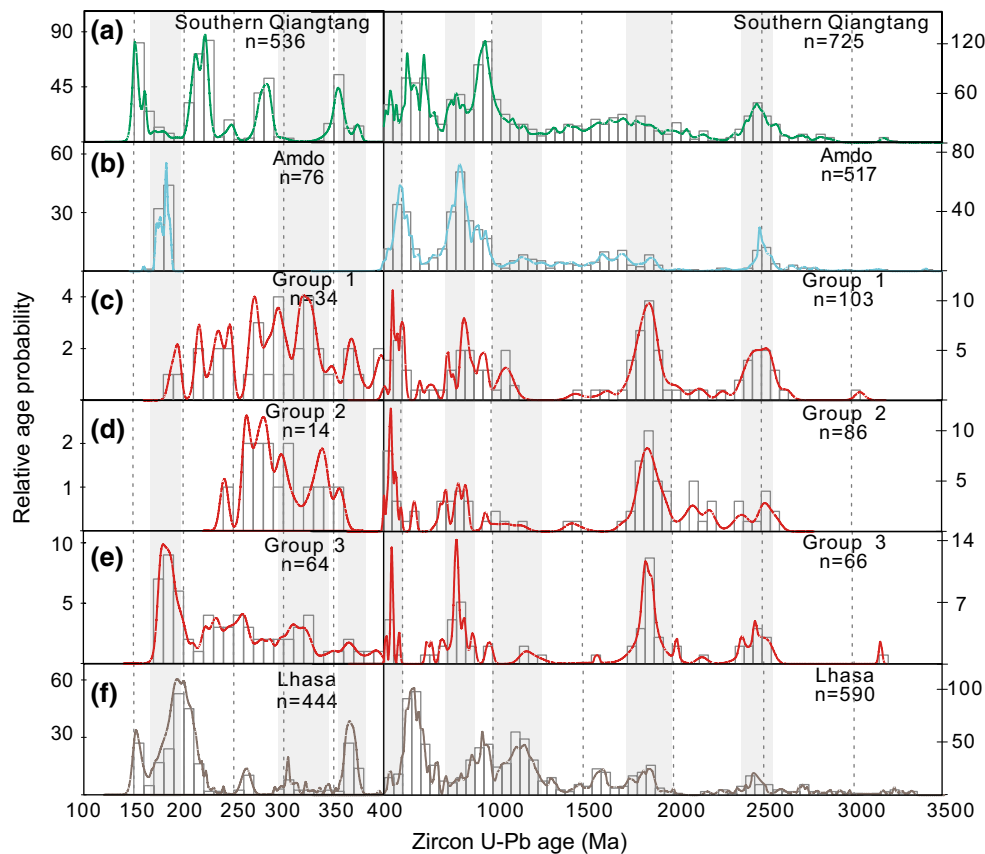 (a)
Southern Qiangtang
n=536
Southern Qiangtang
n=725
90
45
120
60
(b)
Amdo
n=76
Amdo
n=517
60
30
80
40
(c)
Group 1
n=34
Group 1
n=103
4
2
10
5
(d)
Group 2
n=14
Group 2
n=86
2
1
10
5
(e)
Group 3
n=64
Group 3
n=66
10
5
14
7
(f)
Lhasa
n=444
Lhasa
n=590
60
30
100
50
Relative age probability
100 150 200 250 300 350 400 1000 1500 2000 2500 3000 3500
Zircon U-Pb age (Ma)